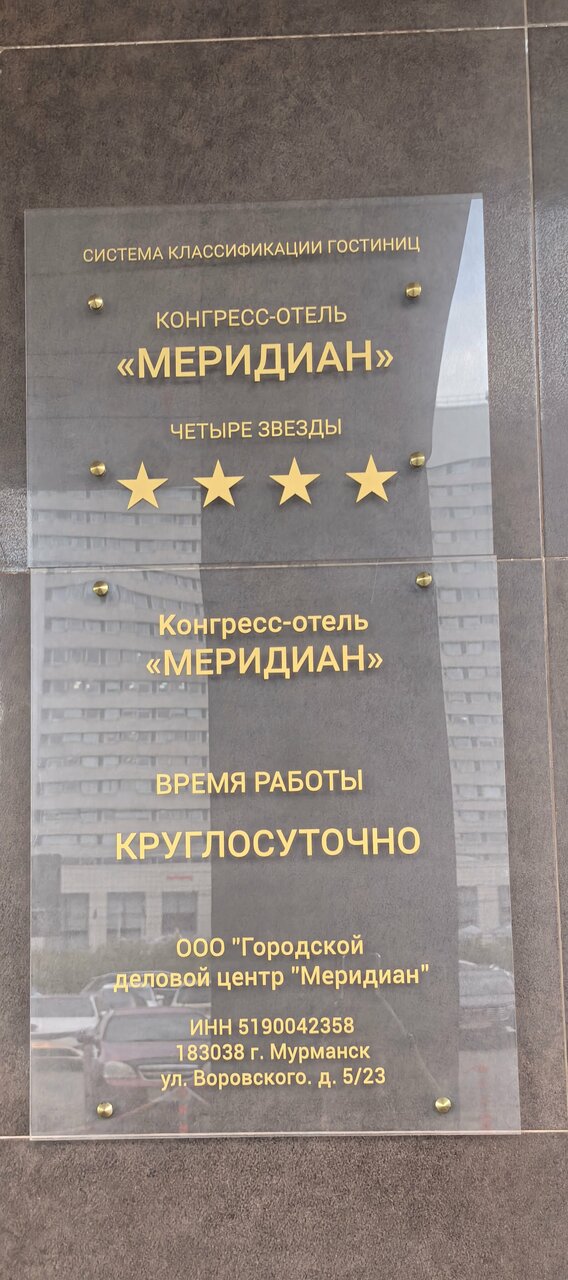 СИСТЕМА КЛАССИФИКАЦИИ ГОСТИНИЦ
КОНГРЕСС-ОТЕЛЬ
«МЕРИДИАН»
ЧЕТЫРЕ ЗВЕЗДЫ
Конгресс-отель
«МЕРИДИАН»
ВРЕМЯ РАБОТЫ
КРУГЛОСУТОЧНО
ООО "Городской
деловой центр "Меридиан"
ИНН 5190042358
183038 г. Мурманск
ул. Воровского. д. 5/23